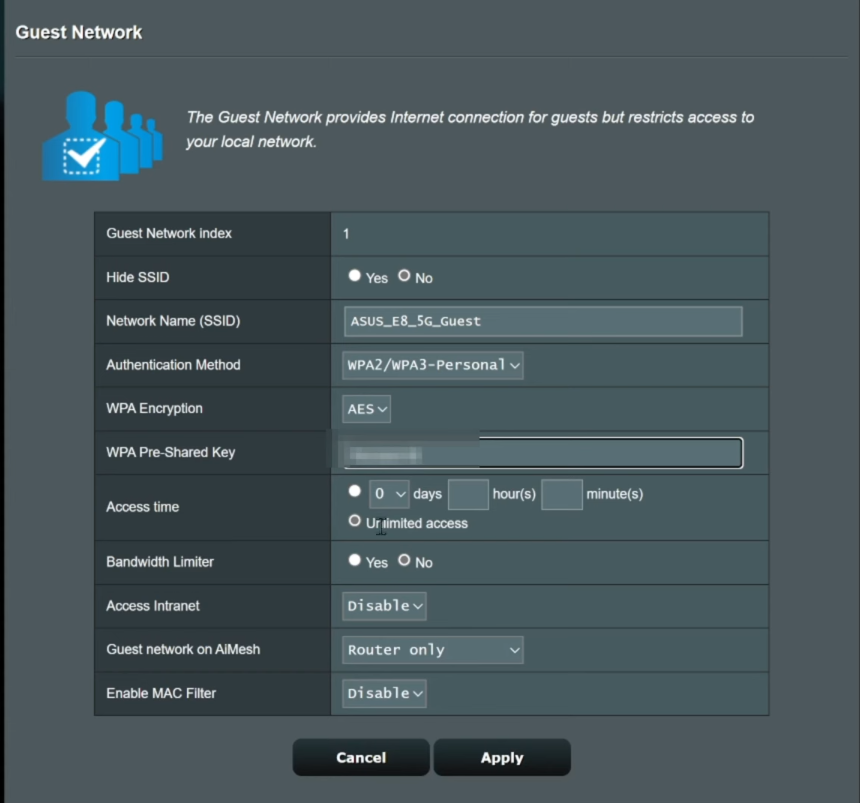 Guest Network
The Guest Network provides Internet connection for guests but restricts access to
your local network.
Guest Network index 1
Hide SSID Yes No
Network Name (SSID) ASUS_E8_5G_Guest
Authentication Method WPA2/WPA3-Personal
WPA Encryption AES
WPA Pre-Shared Key
Access time 0 days hour(s) minute(s)
Unlimited access
Bandwidth Limiter Yes No
Access Intranet Disable
Guest network on AiMesh Router only
Enable MAC Filter Disable
Cancel Apply